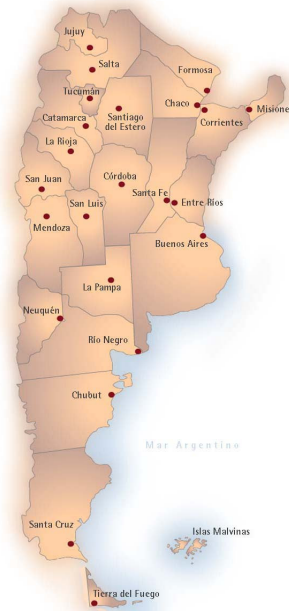 Jujuy
Salta
Formosa
Tucumán
Chaco
Misione
Catamarca
Santiago
del Estero
Corrientes
La Rioja
San Juan
Córdoba
Santa Fe
San Luis
Entre Ríos
Mendoza
Buenos Aires
La Pampa
Neuquén
Río Negro
Chubut
Mar Argentino
Santa Cruz
Islas Malvinas
Tierra del Fuego